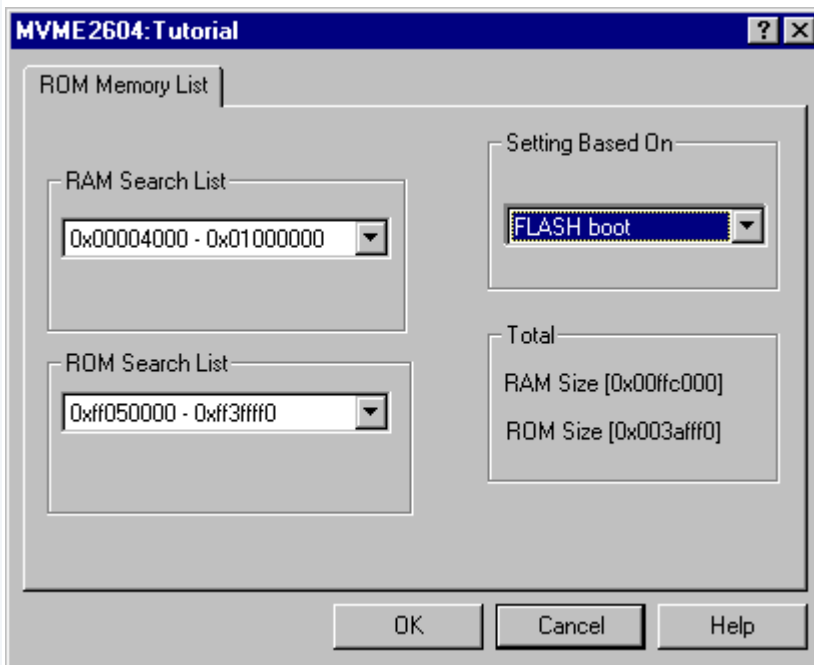 MVME2604:Tutorial
ROM Memory List
RAM Search List
0x00004000 - 0x01000000
ROM Search List
0xff050000 - 0xff3ffff0
Setting Based On
FLASH boot
Total
RAM Size [0x00ffc000]
ROM Size [0x003afff0]
OK
Cancel
Help